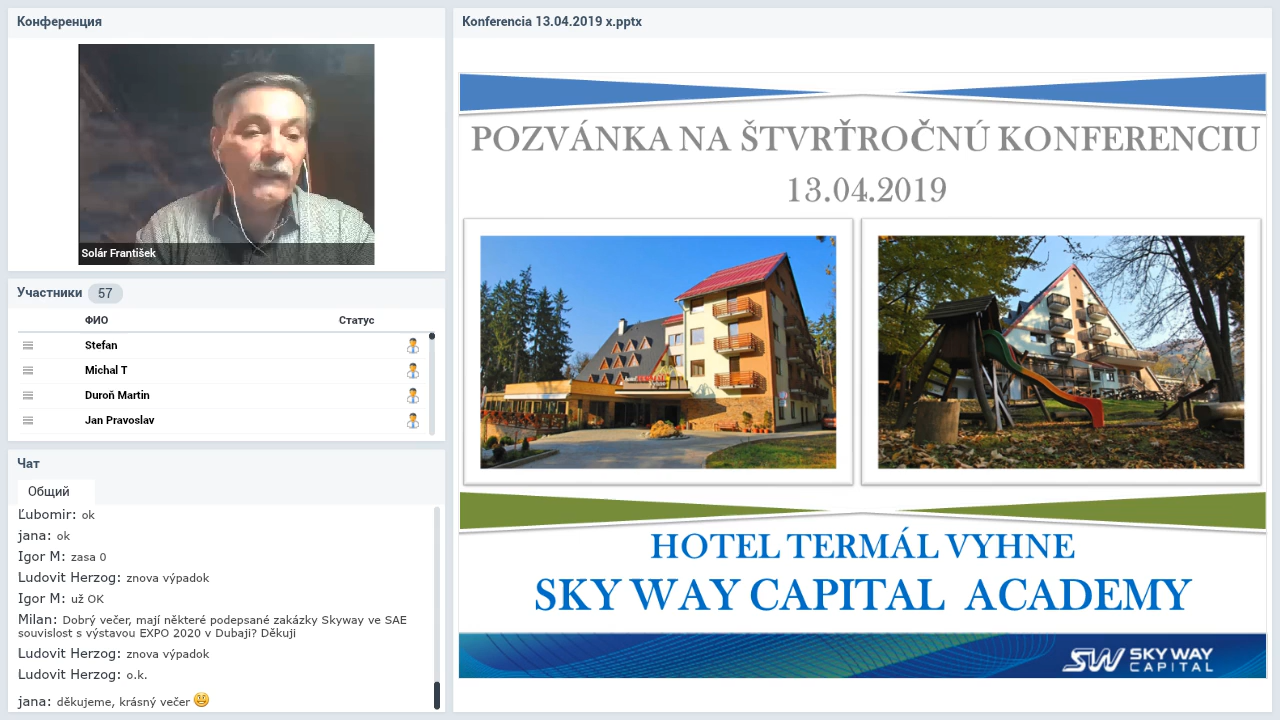 Конференция
SW
Solár František
Участники 57
ФИО Статус
Stefan
Michal T
Duroň Martin
Jan Pravoslav
Чат
Общий
Ľubomir: ok
jana: ok
Igor M: zasa 0
Ludovit Herzog: znova výpadok
Igor M: už OK
Milan: Dobrý večer, mají některé podepsané zakázky Skyway ve SAE
souvislost s výstavou EXPO 2020 v Dubaji? Děkuji
Ludovit Herzog: znova výpadok
Ludovit Herzog: o.k.
jana: děkujeme, krásný večer
Konferencia 13.04.2019 x.pptx
POZVÁNKA NA ŠTVRŤROČNÚ KONFERENCIU
13.04.2019
HOTEL TERMÁL VYHNE
SKY WAY CAPITAL ACADEMY
SW SKY WAY
CAPITAL